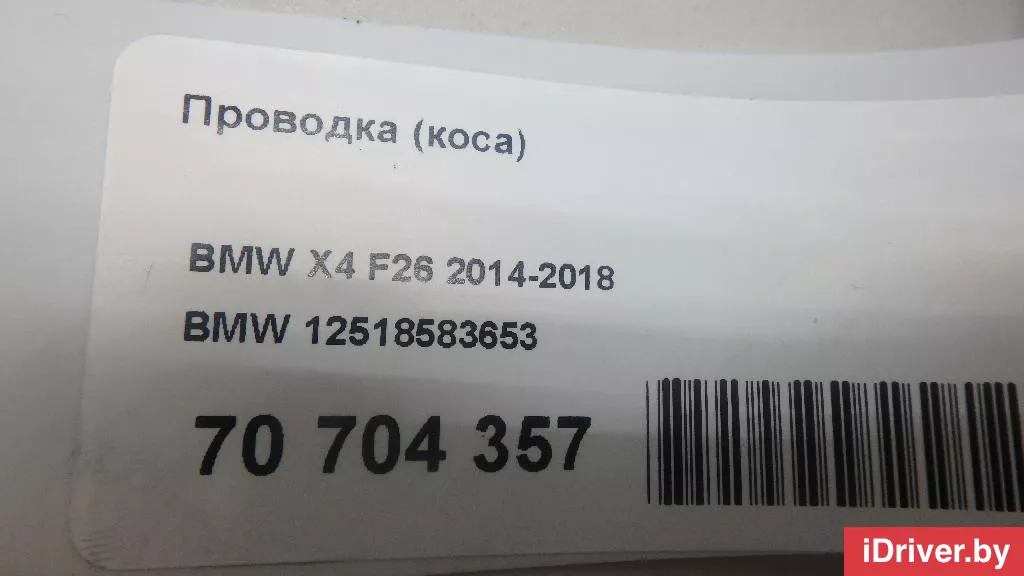 Проводка (коса)
BMW X4 F26 2014-2018
BMW 12518583653
70 704 357
iDriver.by